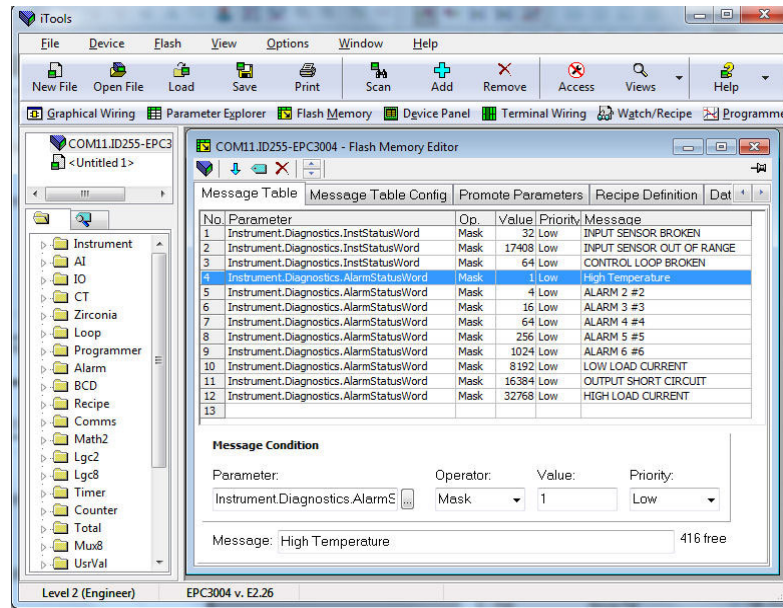 iTools
File Device Flash View Options Window Help
New File Open File Load Save Print Scan Add Remove Access Views Help
Graphical Wiring Parameter Explorer Flash Memory Device Panel Terminal Wiring Watch/Recipe Programme
COM11.ID255-EPC3
<Untitled 1>
COM11.ID255-EPC3004 - Flash Memory Editor
Message Table Message Table Config Promote Parameters Recipe Definition Dat
No. Parameter Op. Value Priority Message
1 Instrument.Diagnostics.InstStatusWord Mask 32 Low INPUT SENSOR BROKEN
2 Instrument.Diagnostics.InstStatusWord Mask 17408 Low INPUT SENSOR OUT OF RANGE
3 Instrument.Diagnostics.InstStatusWord Mask 64 Low CONTROL LOOP BROKEN
4 Instrument.Diagnostics.AlarmStatusWord Mask 1 Low High Temperature
5 Instrument.Diagnostics.AlarmStatusWord Mask 4 Low ALARM 2 #2
6 Instrument.Diagnostics.AlarmStatusWord Mask 16 Low ALARM 3 #3
7 Instrument.Diagnostics.AlarmStatusWord Mask 64 Low ALARM 4 #4
8 Instrument.Diagnostics.AlarmStatusWord Mask 256 Low ALARM 5 #5
9 Instrument.Diagnostics.AlarmStatusWord Mask 1024 Low ALARM 6 #6
10 Instrument.Diagnostics.AlarmStatusWord Mask 8192 Low LOW LOAD CURRENT
11 Instrument.Diagnostics.AlarmStatusWord Mask 16384 Low OUTPUT SHORT CIRCUIT
12 Instrument.Diagnostics.AlarmStatusWord Mask 32768 Low HIGH LOAD CURRENT
13
Instrument
AI
IO
CT
Zirconia
Loop
Programmer
Alarm
BCD
Recipe
Comms
Math2
Lgc2
Lgc8
Timer
Counter
Total
Mux8
UsrVal
Message Condition
Parameter: Operator: Value: Priority:
Instrument.Diagnostics.AlarmS ... Mask 1 Low
Message: High Temperature 416 free
Level 2 (Engineer) EPC3004 v. E2.26